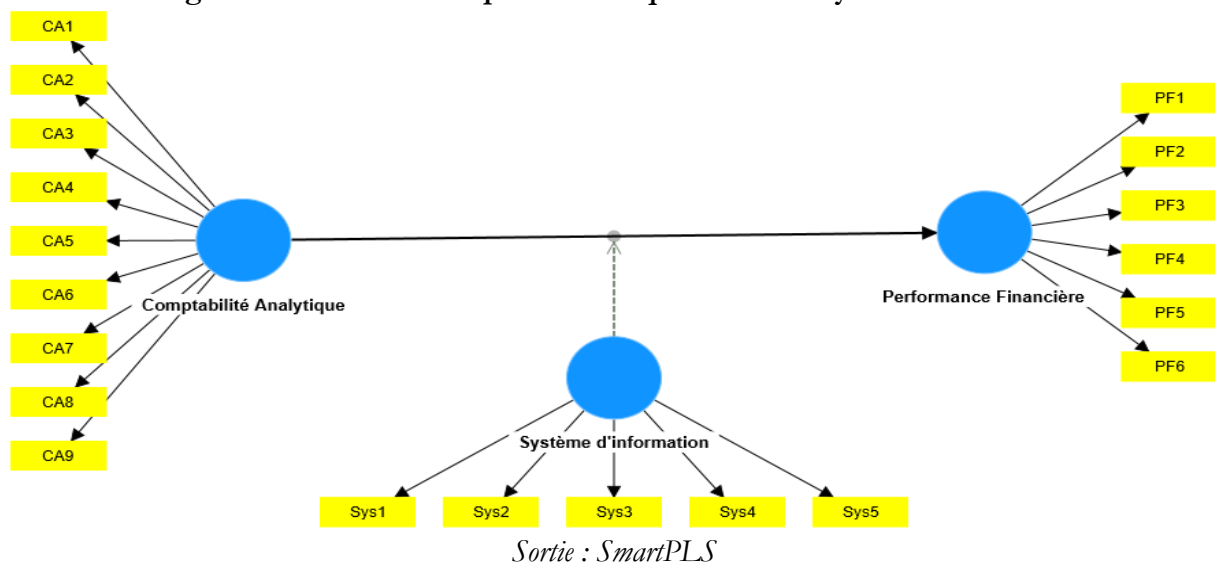 CA1
CA2
CA3
CA4
CA5
CA6
CA7
CA8
CA9
Comptabilité Analytique
PF1
PF2
PF3
PF4
PF5
PF6
Performance Financière
Système d'information
Sys1 Sys2 Sys3 Sys4 Sys5
Sortie : SmartPLS